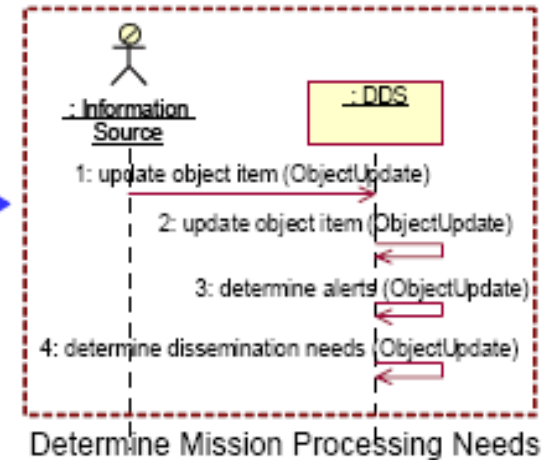 : Information
Source
: DDS
1: update object item (ObjectUpdate)
2: update object item (ObjectUpdate)
3: determine alerts (ObjectUpdate)
4: determine dissemination needs (ObjectUpdate)
Determine Mission Processing Needs